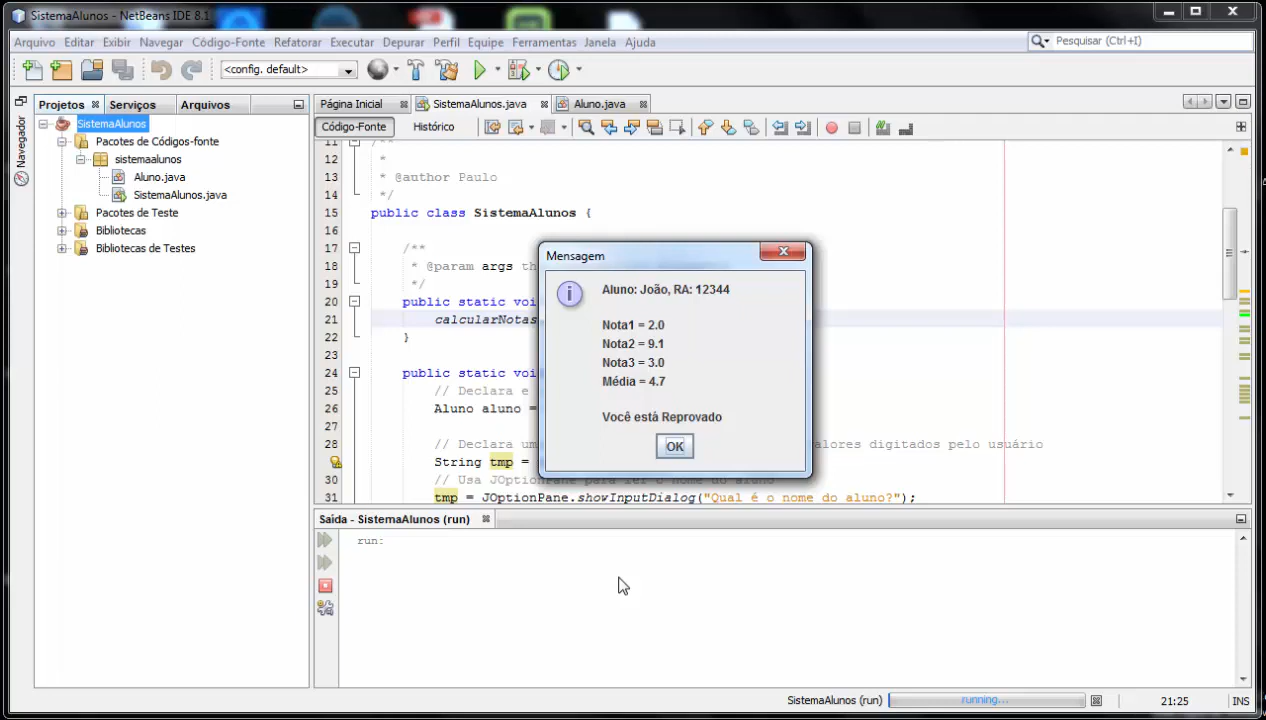 SistemaAlunos - NetBeans IDE 8.1
Arquivo Editar Exibir Navegar Código-Fonte Refatorar Executar Depurar Perfil Equipe Ferramentas Janela Ajuda
Pesquisar (Ctrl+I)
<config. default>
Projetos Serviços Arquivos
Página Inicial SistemaAlunos.java Aluno.java
Navegador
SistemaAlunos
Pacotes de Códigos-fonte
sistemaalunos
Aluno.java
SistemaAlunos.java
Pacotes de Teste
Bibliotecas
Bibliotecas de Testes
Código-Fonte Histórico
11 /**
12 *
13 * @author Paulo
14 */
15 public class SistemaAlunos {
16
17 /**
18 * @param args th
19 */
20 public static voi
21 calcularNotas
22 }
23
24 public static voi
25 // Declara e
26 Aluno aluno =
27
28 // Declara um alores digitados pelo usuário
String tmp =
30 // Usa JOptionPane para ler o nome do aluno
31 tmp = JOptionPane.showInputDialog("Qual é o nome do aluno?");
Mensagem
Aluno: João, RA: 12344
Nota1 = 2.0
Nota2 = 9.1
Nota3 = 3.0
Média = 4.7
Você está Reprovado
OK
Saída - SistemaAlunos (run)
run:
SistemaAlunos (run) running... 21:25 INS